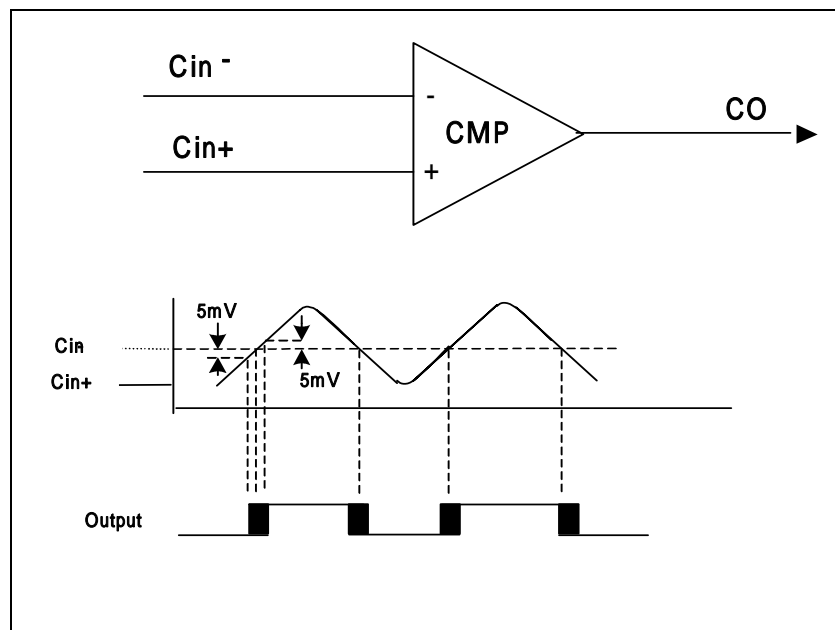 Cin -
-
CMP
CO
Cin+
+
5mV
Cin-
Cin+
5mV
Output